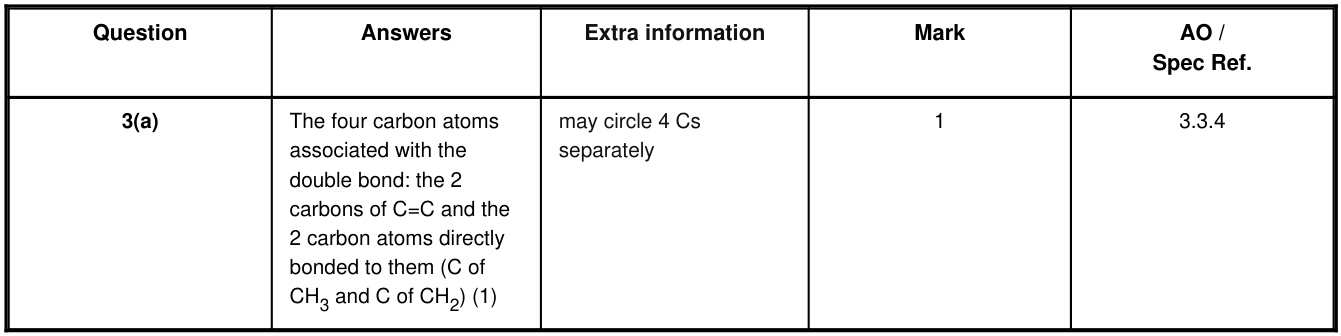 Question Answers Extra information Mark AO /
Spec Ref.
3(a) The four carbon atoms may circle 4 Cs 1 3.3.4
associated with the separately
double bond: the 2
carbons of C=C and the
2 carbon atoms directly
bonded to them (C of
CH3 and C of CH2) (1)